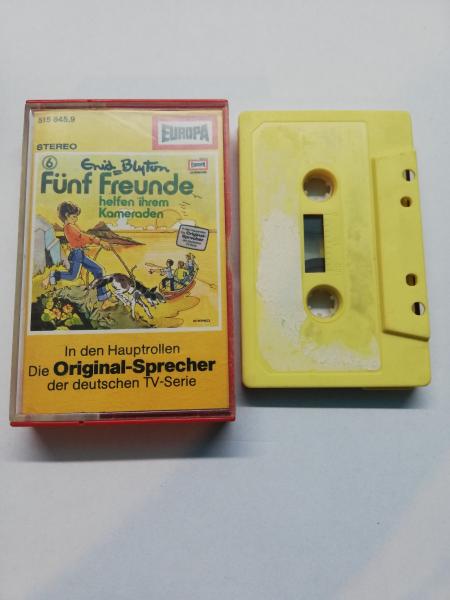 515 845.9
EUROPA
STEREO
6
Enid Blyton
Fünf Freunde
helfen ihrem
Kameraden
In den Hauptrollen
Die Original-Sprecher
der deutschen TV-Serie